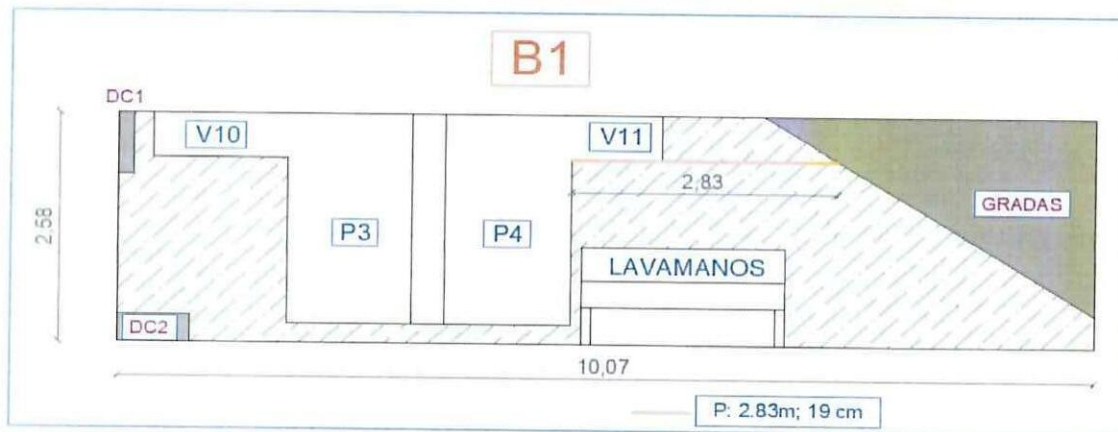 B1
DC1
V10
V11
2,83
GRADAS
2,58
P3
P4
LAVAMANOS
DC2
10,07
P: 2.83m; 19 cm